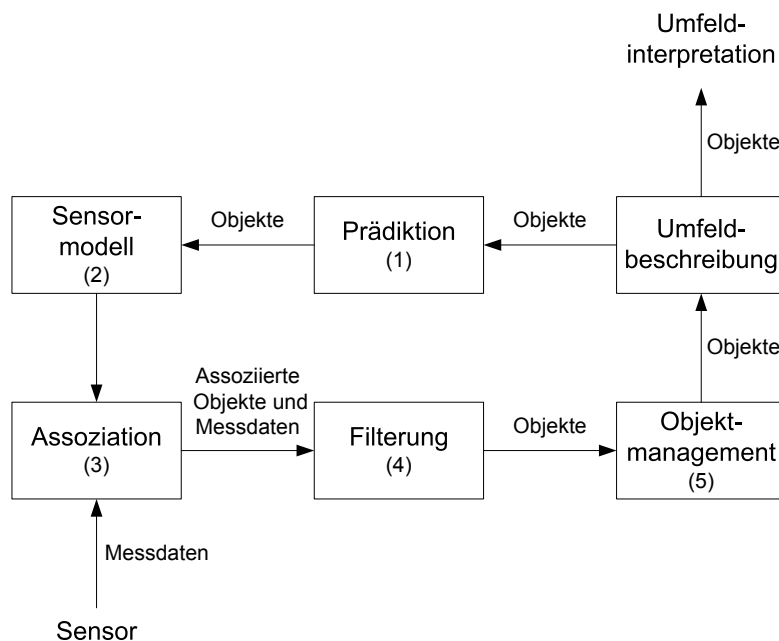 Umfeld-
interpretation
Objekte
Sensor-
modell
(2)
Objekte
Prädiktion
(1)
Objekte
Umfeld-
beschreibung
Objekte
Assoziation
(3)
Assoziierte
Objekte und
Messdaten
Filterung
(4)
Objekte
Objekt-
management
(5)
Messdaten
Sensor